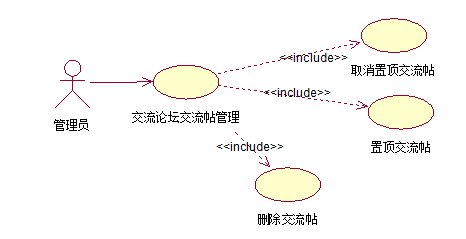 <<include>>
取消置顶交流帖
<<include>>
管理员
交流论坛交流帖管理
置顶交流帖
<<include>>
删除交流帖